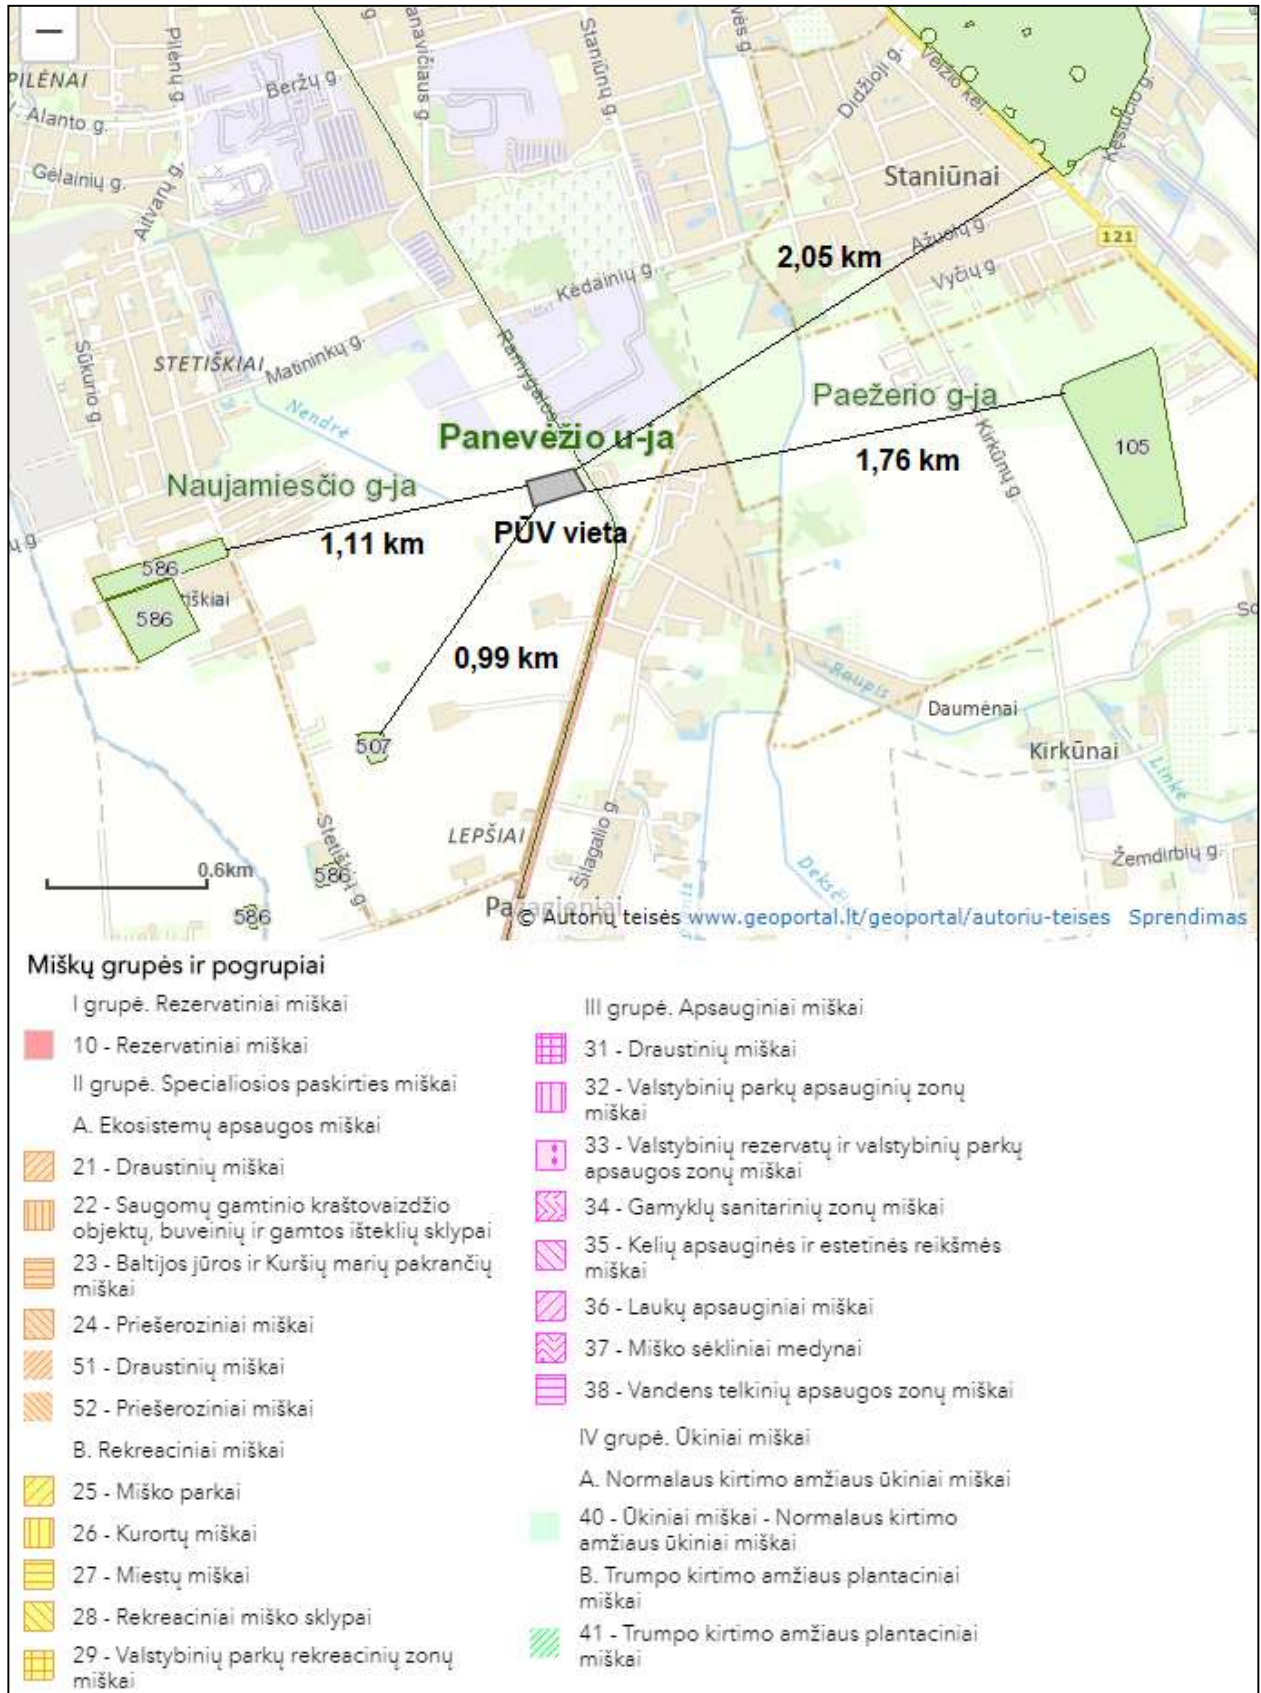 PILĖNAI
Pilėnų g.
Beržų g.
Alanto g.
Gėlainių g.
Aitvarų g.
Staniūnų g.
Didžioji g.
Velžio kel.
Kęstučio g.
Staniūnai
Ažuolų g.
Vyčių g.
121
2,05 km
Kėdainių g.
Sūkurio g.
STETIŠKIAI
Matininkų g.
Nendrė
Ramygalos
Panevėžio u-ja
Paežerio g-ja
1,76 km
Kirkūnų g.
105
Naujamiesčio g-ja
1,11 km
PŪV vieta
586
586
0,99 km
507
Daumėnai
Kirkūnai
Linkė
Žemdirbių g.
LEPŠIAI
Šilagalio g
Stetiškių g.
586
586
0.6km
© Autorių teisės www.geoportal.lt/geoportal/autoriu-teises Sprendimas
Miškų grupės ir pogrupiai
I grupė. Rezervatiniai miškai
10 - Rezervatiniai miškai
II grupė. Specialiosios paskirties miškai
A. Ekosistemų apsaugos miškai
21 - Draustinių miškai
22 - Saugomų gamtinio kraštovaizdžio
objektų, buveinių ir gamtos išteklių sklypai
23 - Baltijos jūros ir Kuršių marių pakrančių
miškai
24 - Priešeroziniai miškai
51 - Draustinių miškai
52 - Priešeroziniai miškai
B. Rekreaciniai miškai
25 - Miško parkai
26 - Kurortų miškai
27 - Miestų miškai
28 - Rekreaciniai miško sklypai
29 - Valstybinių parkų rekreacinių zonų
miškai
III grupė. Apsauginiai miškai
31 - Draustinių miškai
32 - Valstybinių parkų apsauginių zonų
miškai
33 - Valstybinių rezervatų ir valstybinių parkų
apsaugos zonų miškai
34 - Gamyklų sanitarinių zonų miškai
35 - Kelių apsauginės ir estetinės reikšmės
miškai
36 - Laukų apsauginiai miškai
37 - Miško sėkliniai medynai
38 - Vandens telkinių apsaugos zonų miškai
IV grupė. Ūkiniai miškai
A. Normalaus kirtimo amžiaus ūkiniai miškai
40 - Ūkiniai miškai - Normalaus kirtimo
amžiaus ūkiniai miškai
B. Trumpo kirtimo amžiaus plantaciniai
miškai
41 - Trumpo kirtimo amžiaus plantaciniai
miškai